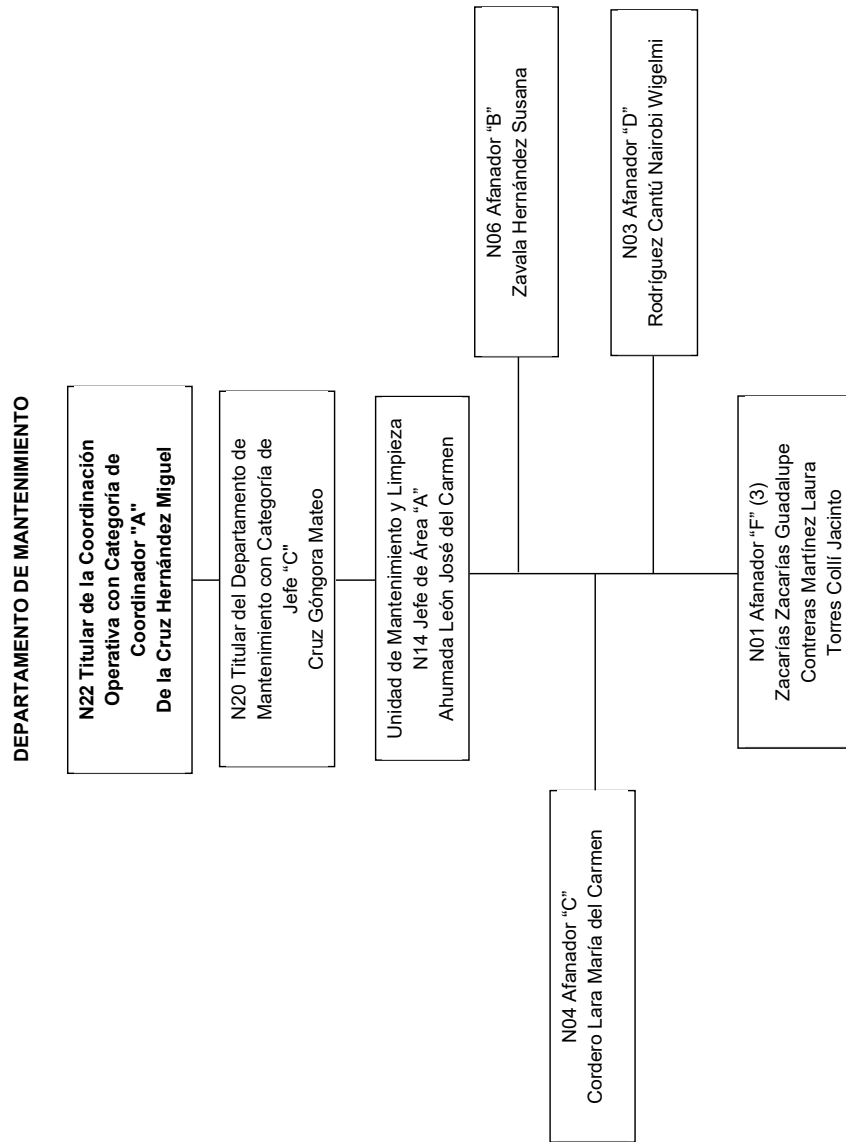 DEPARTAMENTO DE MANTENIMIENTO
N22 Titular de la Coordinación
Operativa con Categoría de
Coordinador "A"
De la Cruz Hernández Miguel
N20 Titular del Departamento de
Mantenimiento con Categoría de
Jefe “C”
Cruz Góngora Mateo
Unidad de Mantenimiento y Limpieza
N14 Jefe de Área “A”
Ahumada León José del Carmen
N06 Afanador “B”
Zavala Hernández Susana
N04 Afanador “C”
Cordero Lara María del Carmen
N03 Afanador “D”
Rodríguez Cantú Nairobi Wigelmi
N01 Afanador “F” (3)
Zacarías Zacarías Guadalupe
Contreras Martínez Laura
Torres Collí Jacinto